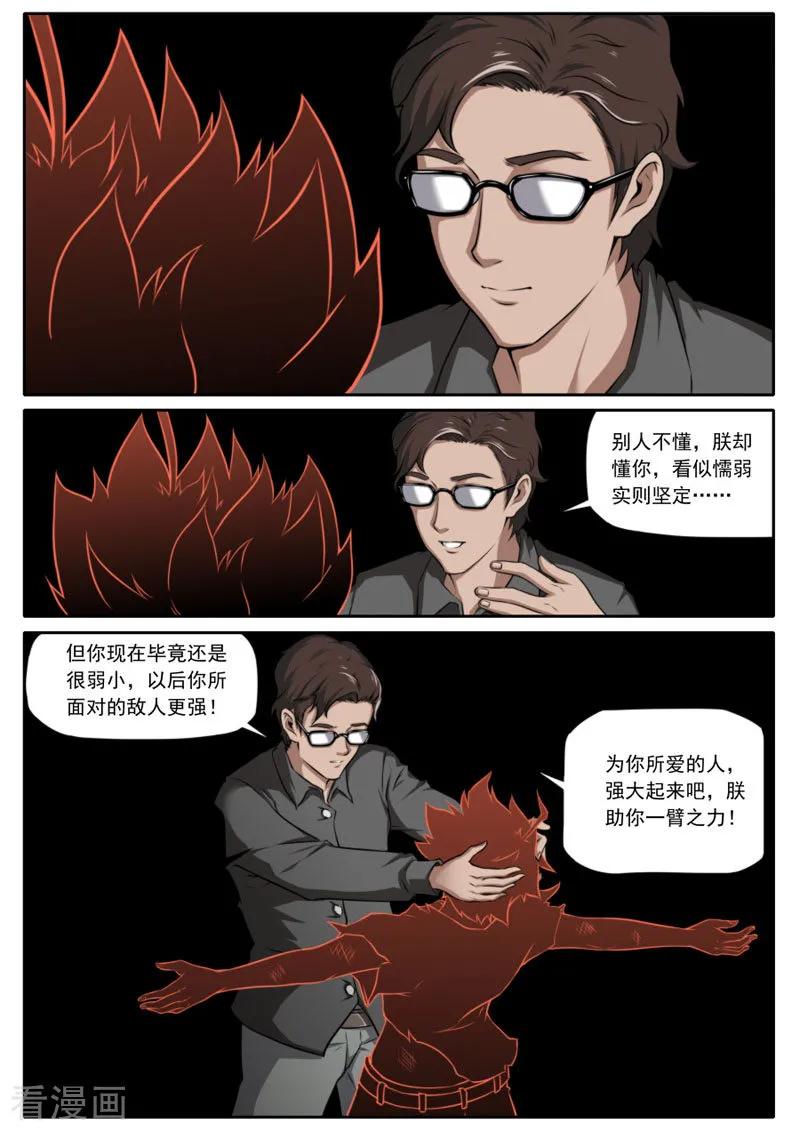 别人不懂，朕却
懂你，看似懦弱
实则坚定……
但你现在毕竟还是
很弱小，以后你所
面对的敌人更强！
为你所爱的人，
强大起来吧，朕
助你一臂之力！
看漫画